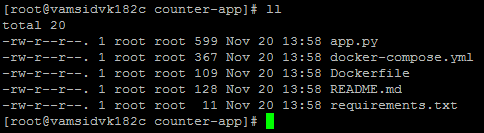 [root@vamsidvk182c counter-app]# ll
total 20
-rw-r--r--. 1 root root 599 Nov 20 13:58 app.py
-rw-r--r--. 1 root root 367 Nov 20 13:58 docker-compose.yml
-rw-r--r--. 1 root root 109 Nov 20 13:58 Dockerfile
-rw-r--r--. 1 root root 128 Nov 20 13:58 README.md
-rw-r--r--. 1 root root  11 Nov 20 13:58 requirements.txt
[root@vamsidvk182c counter-app]#